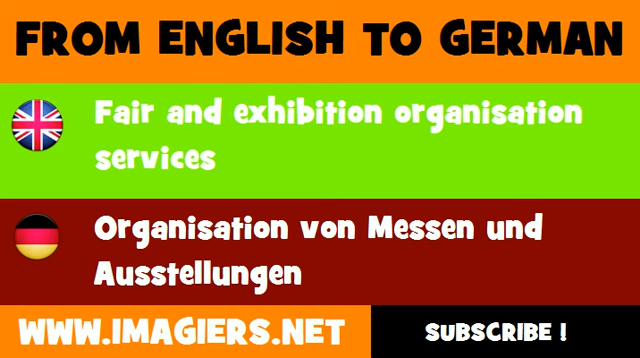 FROM ENGLISH TO GERMAN
Fair and exhibition organisation
services
Organisation von Messen und
Ausstellungen
WWW.IMAGIERS.NET
SUBSCRIBE !